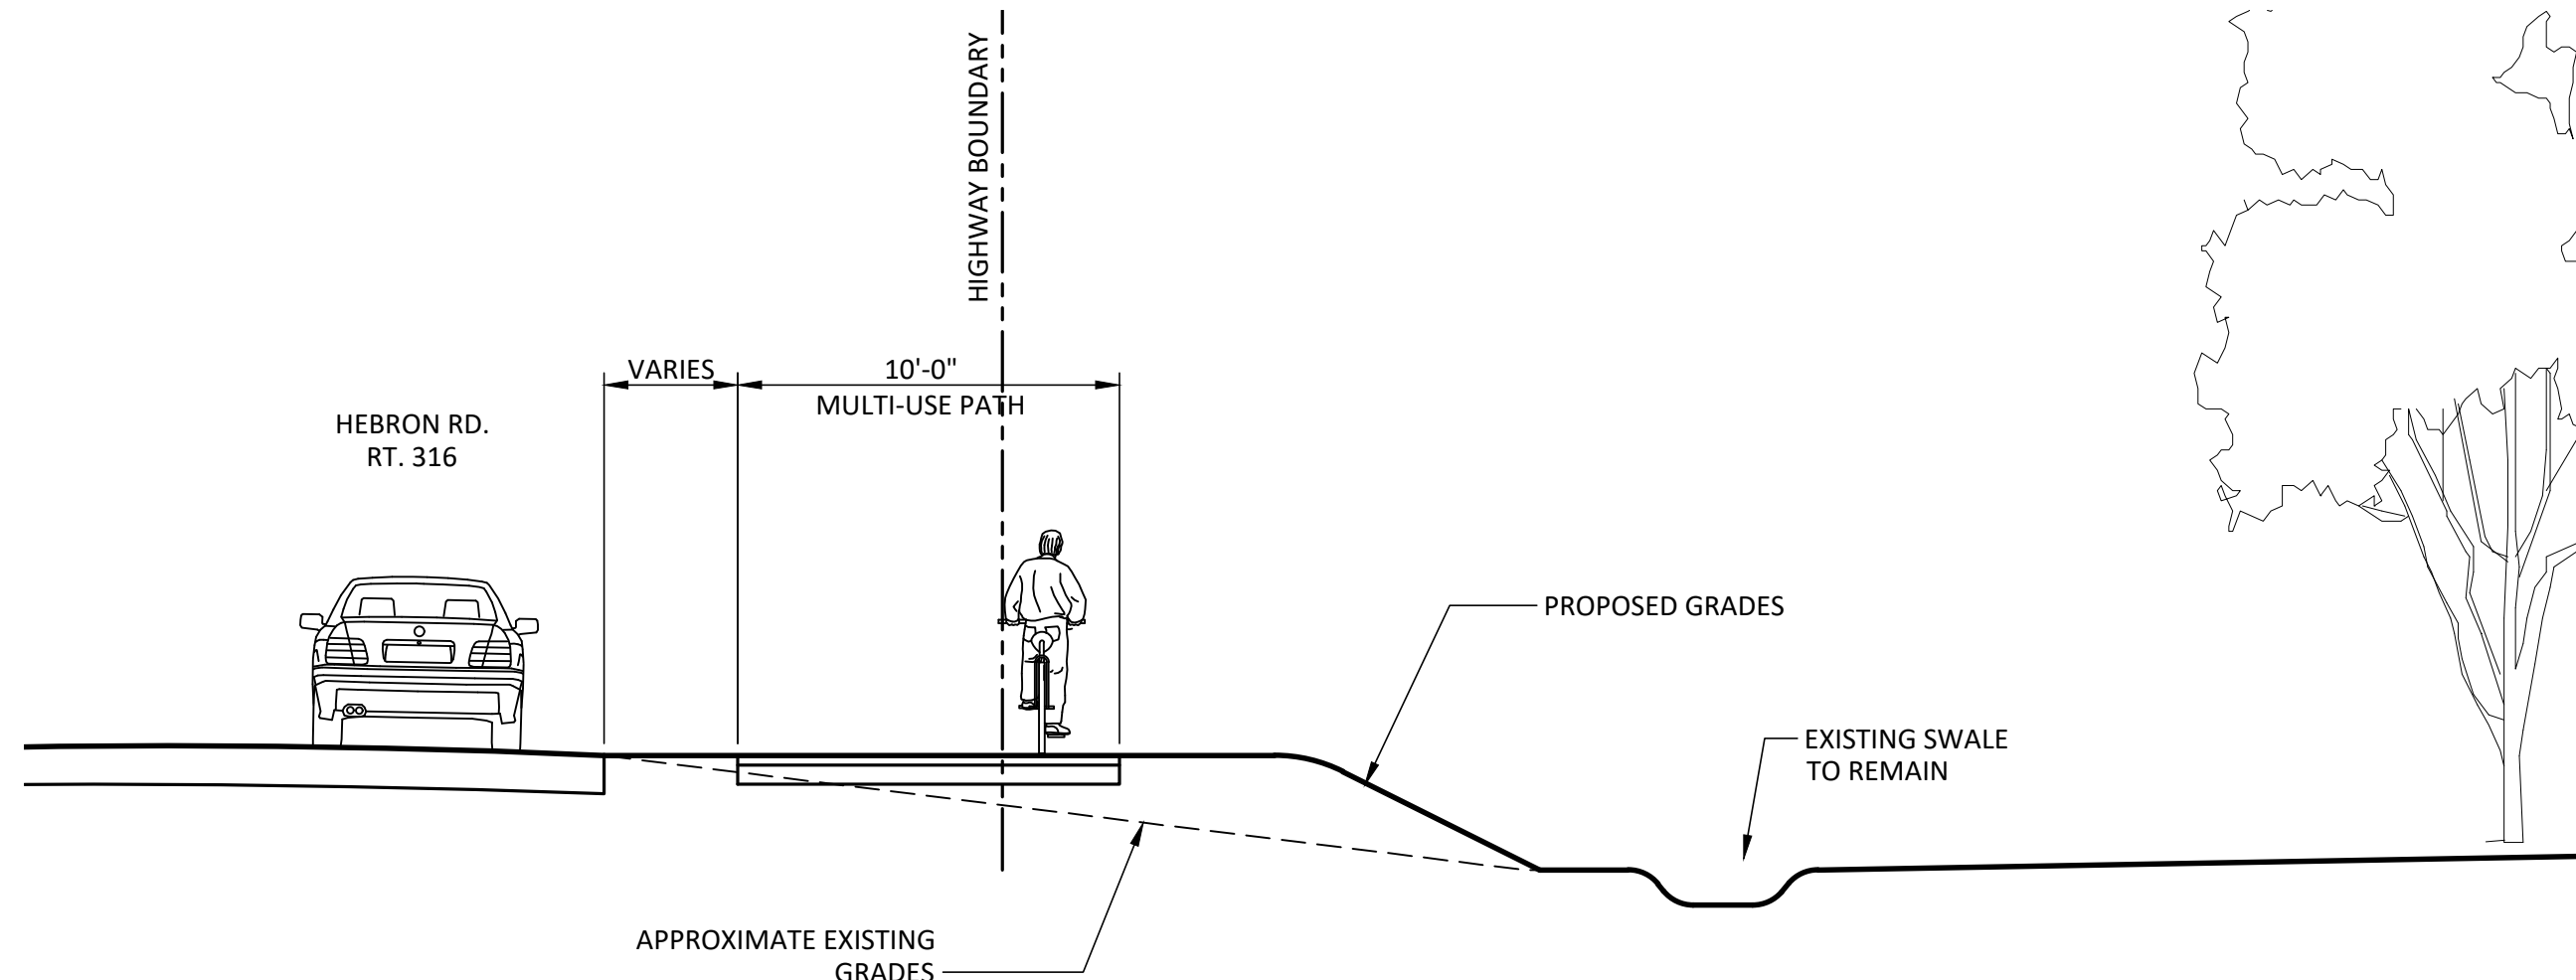 HIGHWAY BOUNDARY
VARIES
10'-0"
MULTI-USE PATH
HEBRON RD.
RT. 316
PROPOSED GRADES
EXISTING SWALE
TO REMAIN
APPROXIMATE EXISTING
GRADES